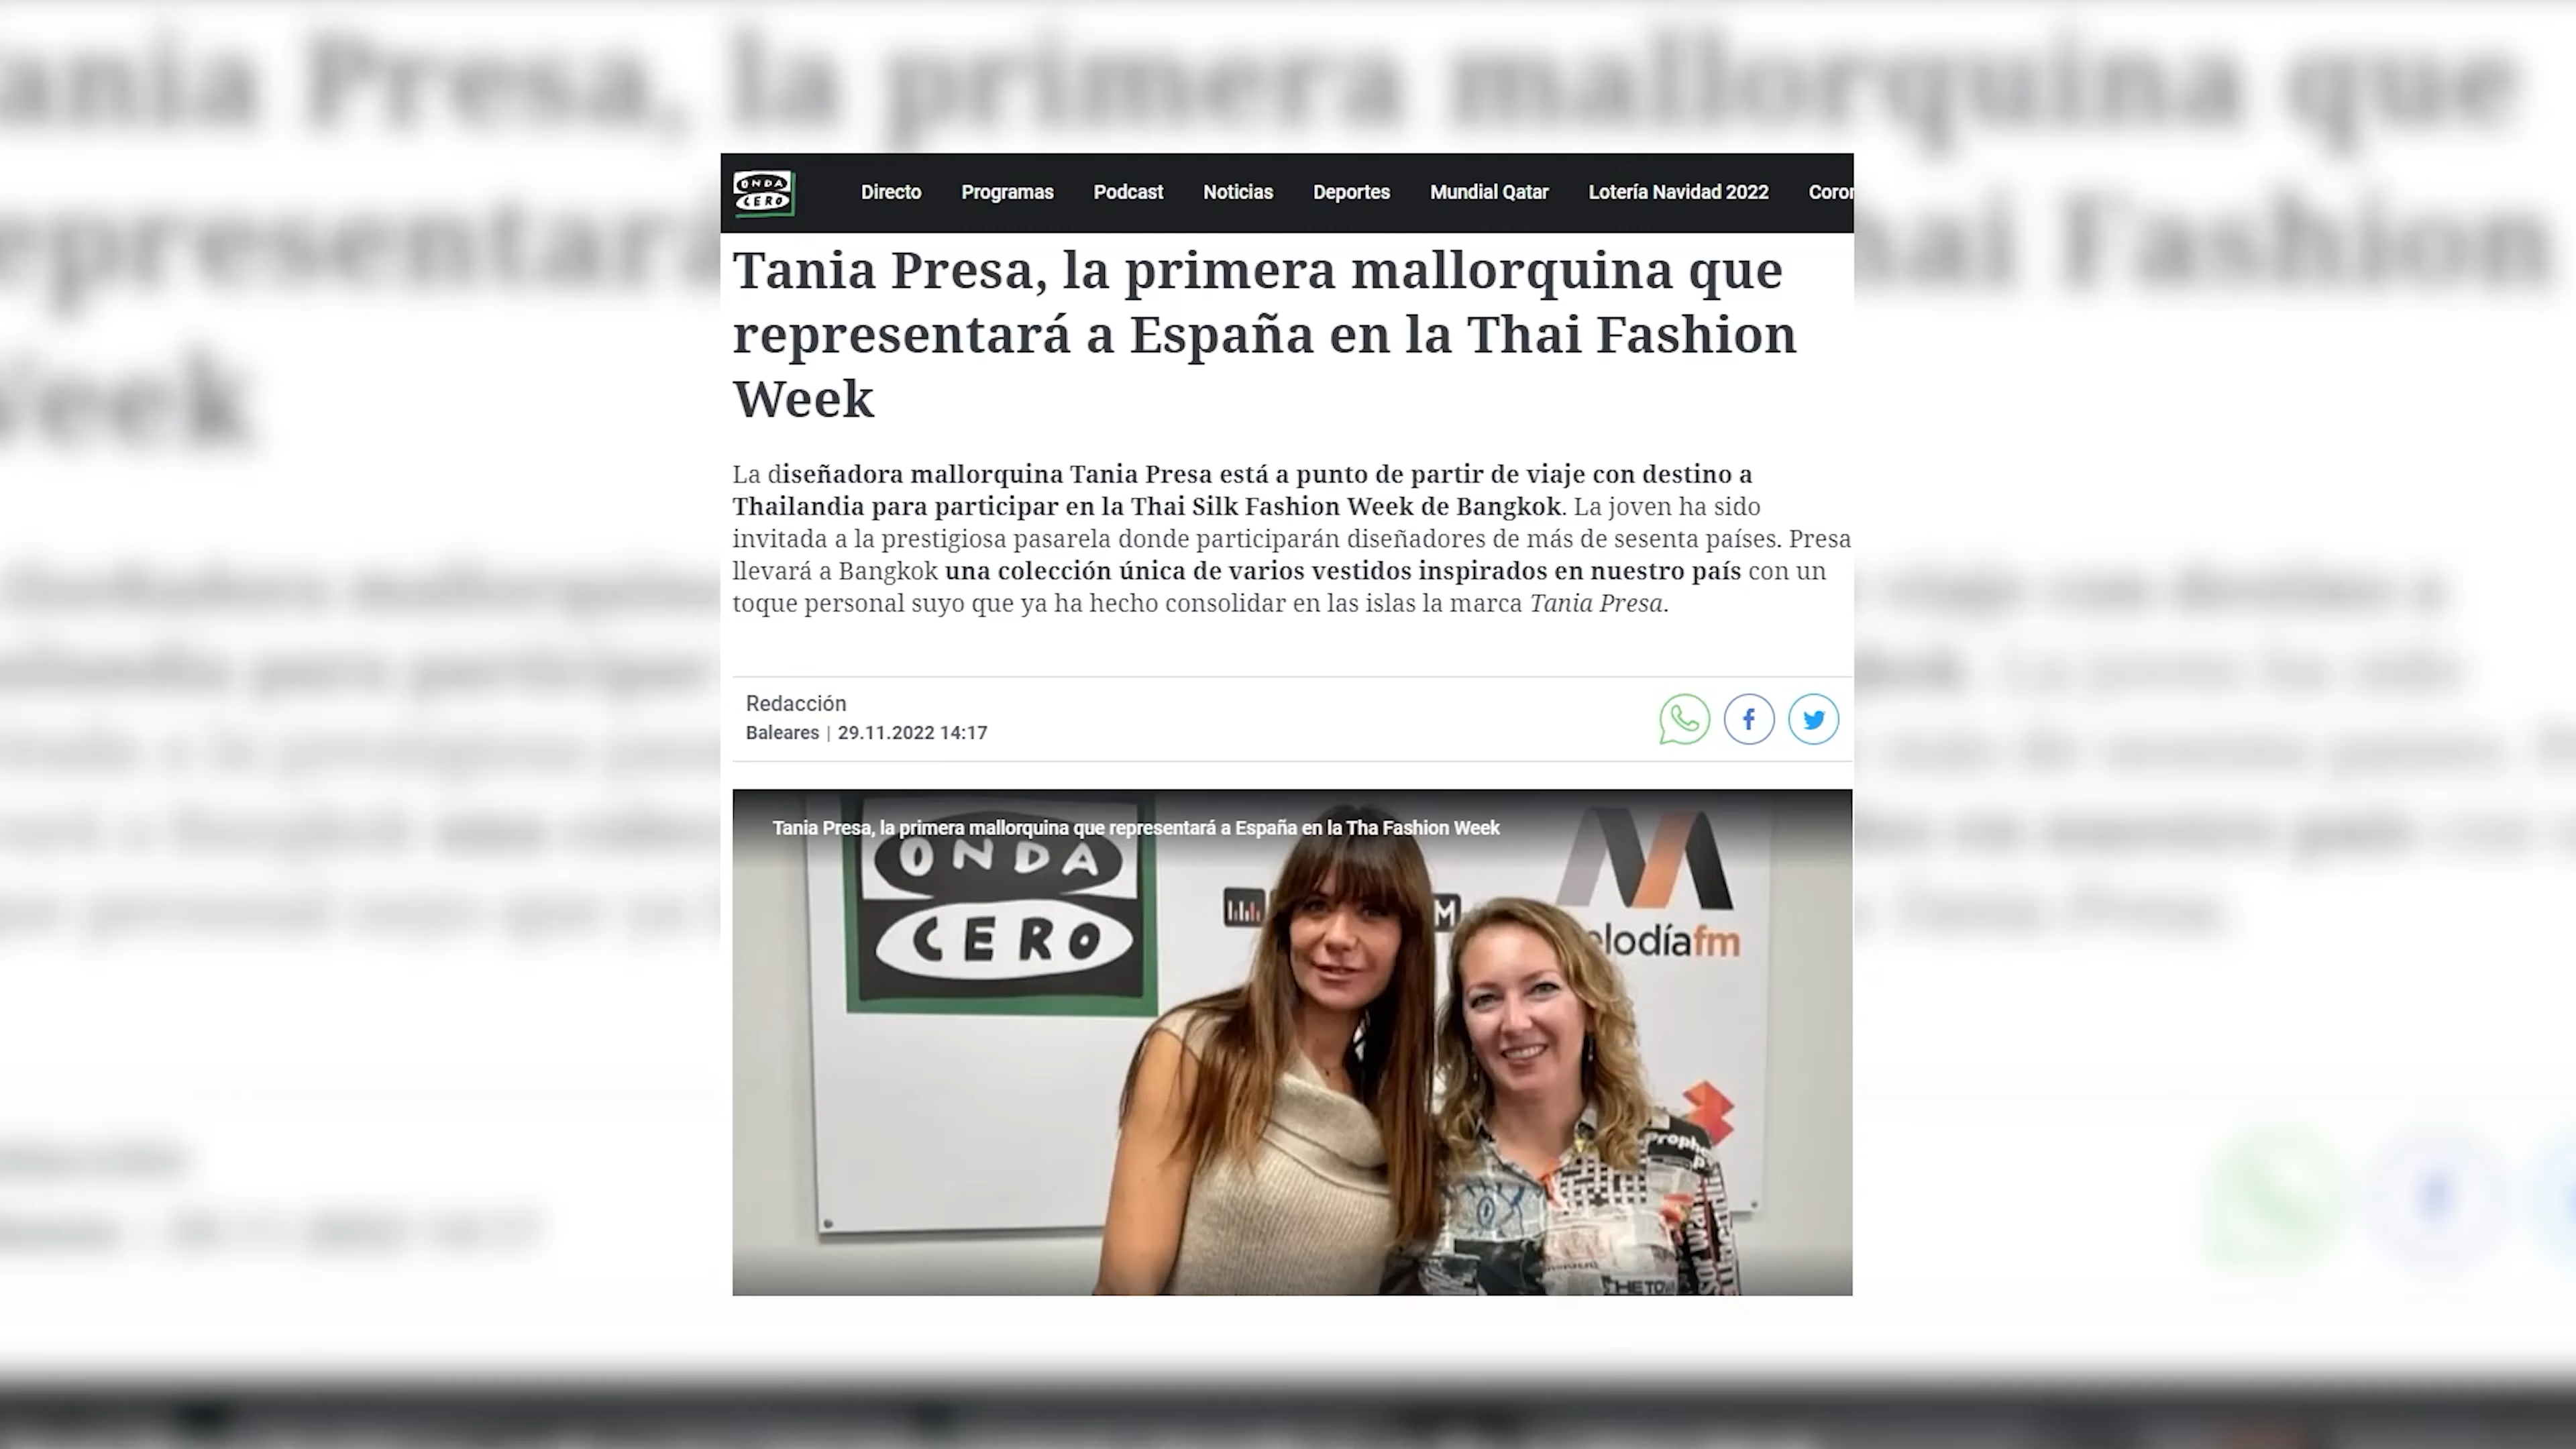 ONDA
CERO
Directo Programas Podcast Noticias Deportes Mundial Qatar Lotería Navidad 2022 Coror
Tania Presa, la primera mallorquina que
representará a España en la Thai Fashion
Week
La diseñadora mallorquina Tania Presa está a punto de partir de viaje con destino a
Thailandia para participar en la Thai Silk Fashion Week de Bangkok. La joven ha sido
invitada a la prestigiosa pasarela donde participarán diseñadores de más de sesenta países. Presa
llevará a Bangkok una colección única de varios vestidos inspirados en nuestro país con un
toque personal suyo que ya ha hecho consolidar en las islas la marca Tania Presa.
Redacción
Baleares | 29.11.2022 14:17
Tania Presa, la primera mallorquina que representará a España en la Tha Fashion Week
ONDA
CERO
M
elodíafm
Prophe